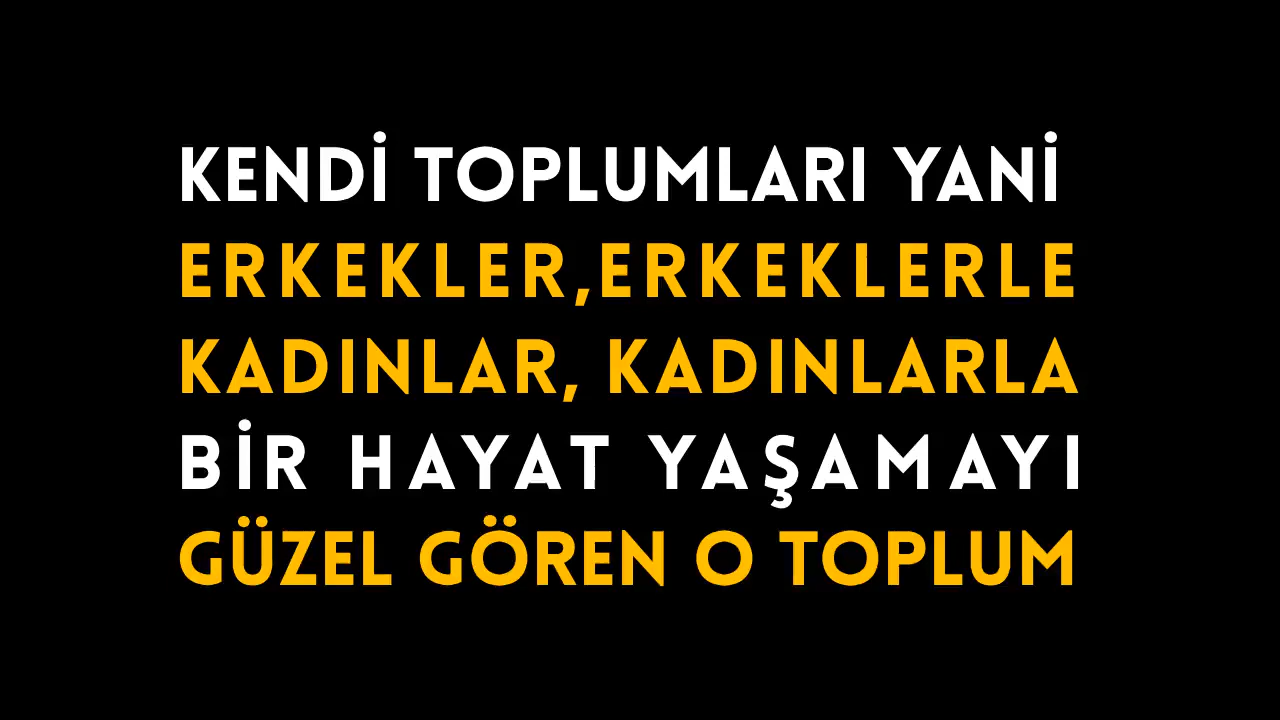 KENDİ TOPLUMLARI YANİ
ERKEKLER,ERKEKLERLE
KADINLAR, KADINLARLA
BİR HAYAT YAŞAMAYI
GÜZEL GÖREN O TOPLUM